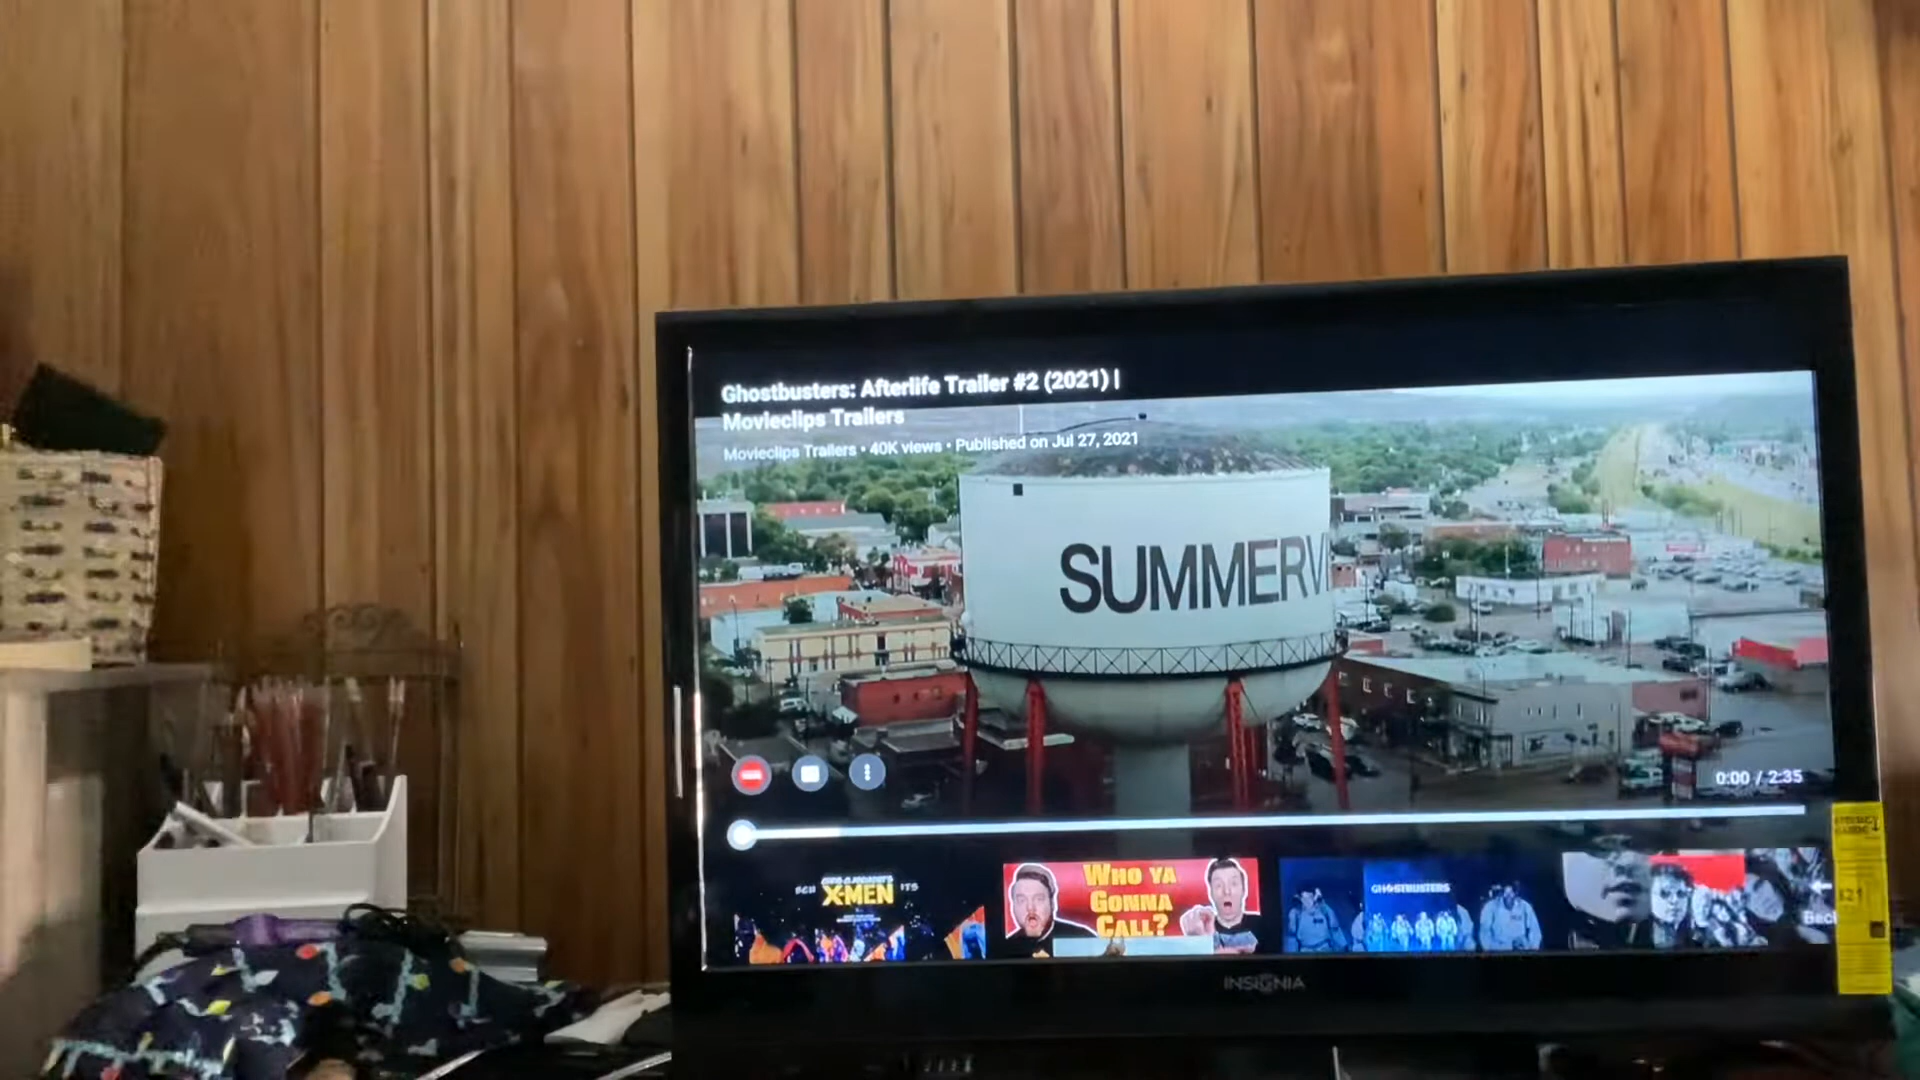 Ghostbusters: Afterlife Trailer #2 (2021) |
Movieclips Trailers
Movieclips Trailers • 40K views • Published on Jul 27, 2021
SUMMERVI
0:00 / 2:35
X-MEN
WHO YA
GONNA
CALL?
GHOSTBUSTERS
INSIGNIA